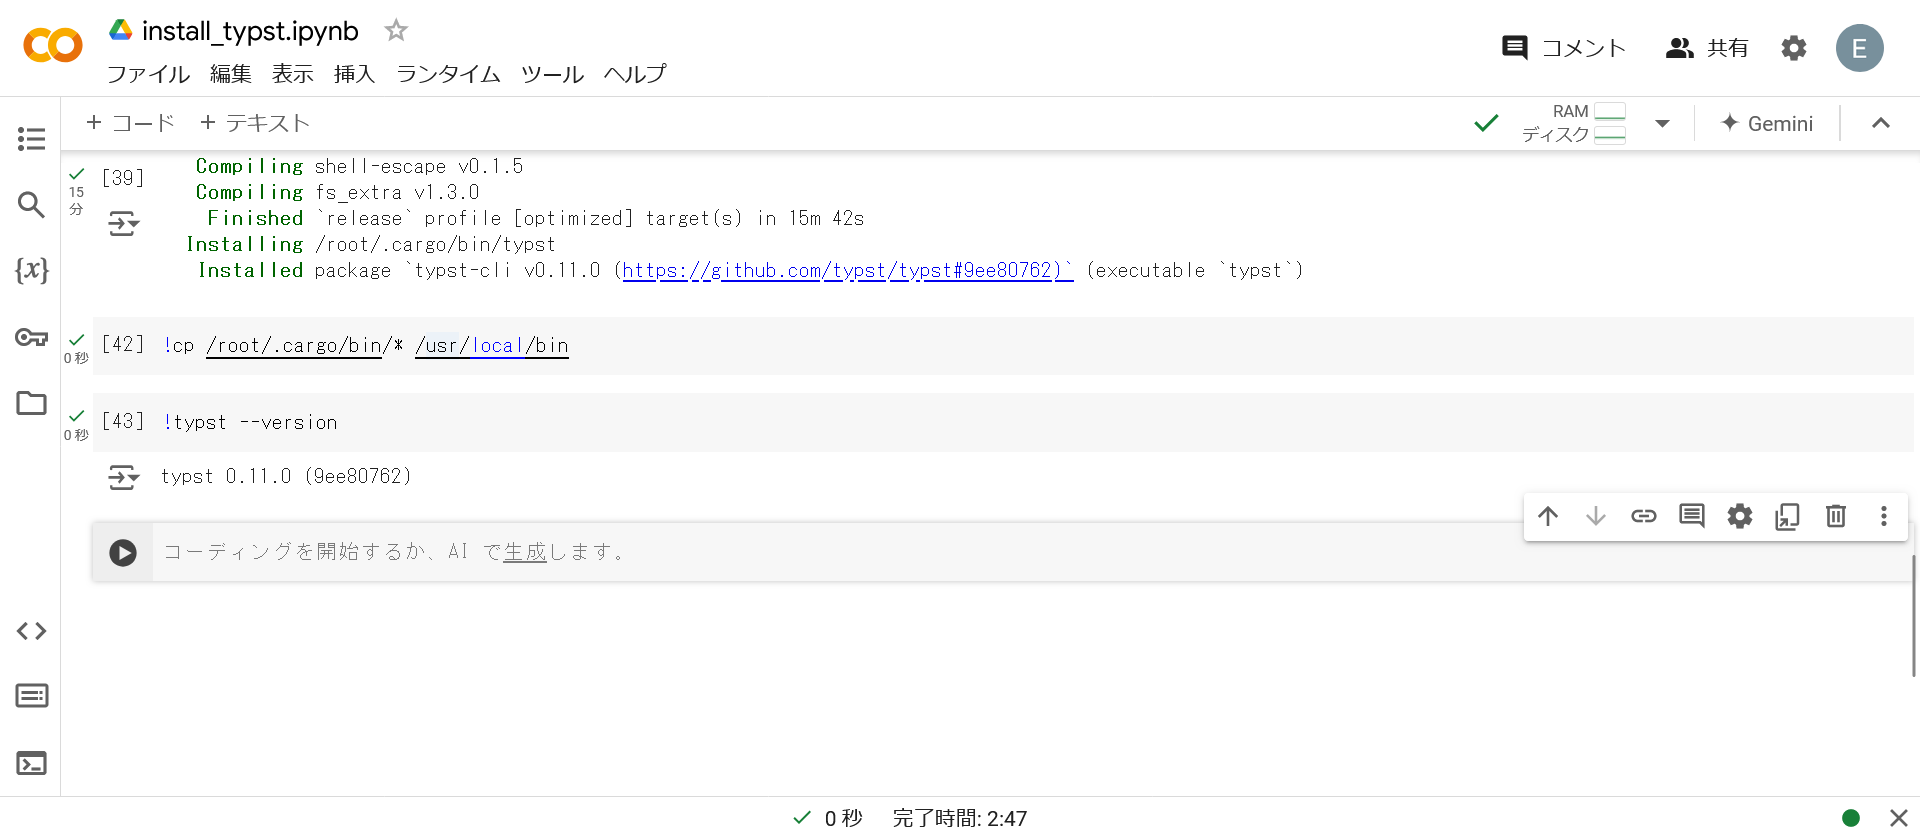 install_typst.ipynb
コメント 共有 E
ファイル 編集 表示 挿入 ランタイム ツール ヘルプ
+ コード + テキスト
RAM
ディスク
Gemini
[39]
15
分
Compiling shell-escape v0.1.5
Compiling fs_extra v1.3.0
Finished `release` profile [optimized] target(s) in 15m 42s
Installing /root/.cargo/bin/typst
Installed package `typst-cli v0.11.0 (https://github.com/typst/typst#9ee80762)` (executable `typst`)
{x}
[42] !cp /root/.cargo/bin/* /usr/local/bin
0 秒
[43] !typst --version
0 秒
typst 0.11.0 (9ee80762)
コーディングを開始するか、AI で生成します。
0 秒 完了時間: 2:47